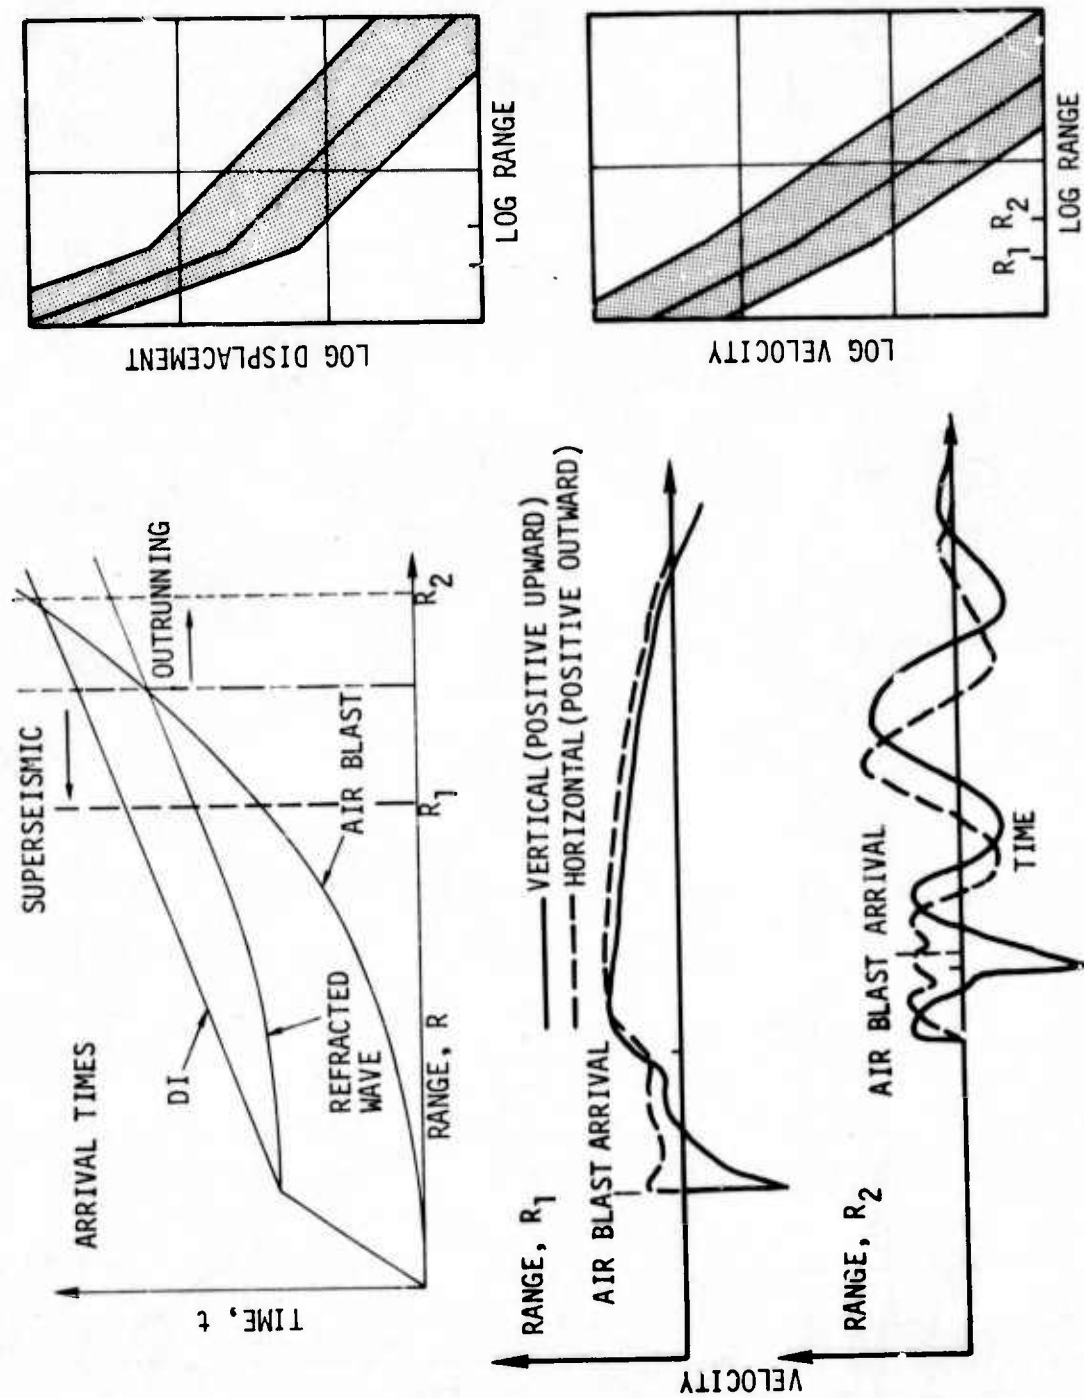 ARRIVAL TIMES
SUPERSEISMIC
OUTRUNNING
DI
REFRACTED
WAVE
AIR BLAST
TIME, t
RANGE, R
R1
R2
LOG DISPLACEMENT
LOG RANGE
RANGE, R1
AIR BLAST ARRIVAL
VERTICAL (POSITIVE UPWARD)
HORIZONTAL (POSITIVE OUTWARD)
VELOCITY
RANGE, R2
AIR BLAST ARRIVAL
TIME
LOG VELOCITY
R1 R2
LOG RANGE